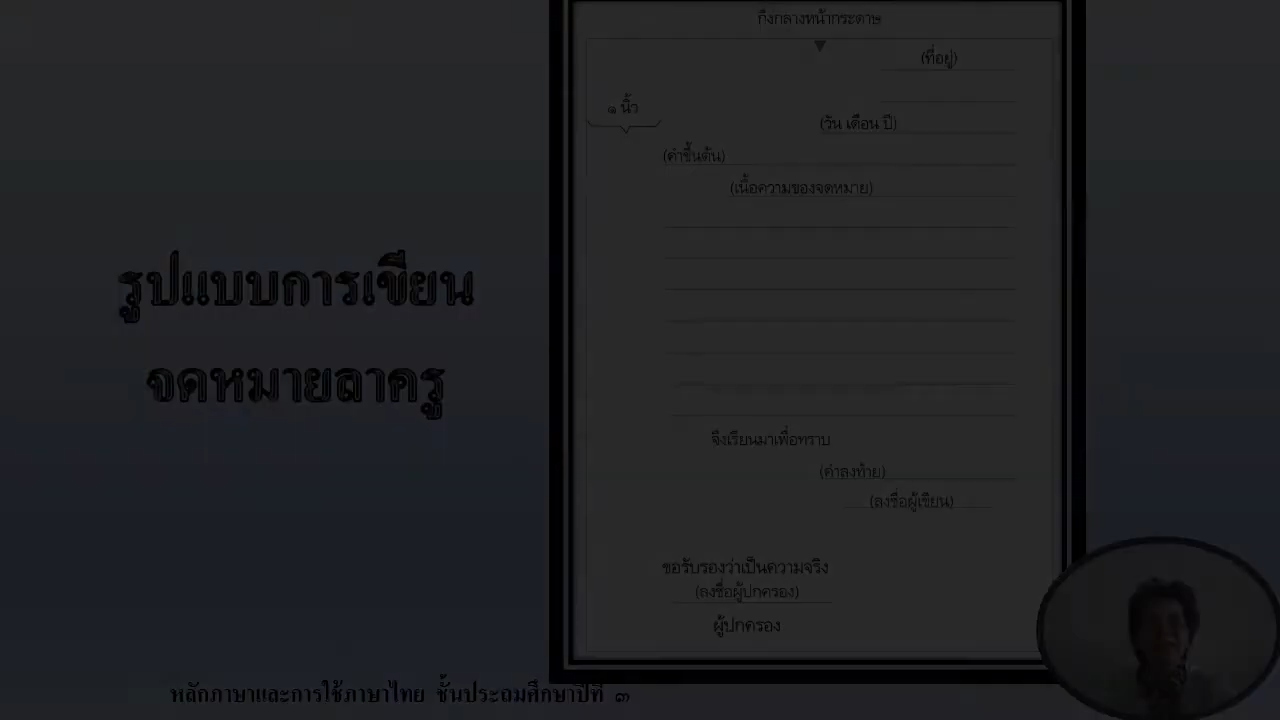 รูปแบบการเขียน
จดหมายลาครู
กึ่งกลางหน้ากระดาษ
(ที่อยู่)
๑ นิ้ว
(วัน เดือน ปี)
(คำขึ้นต้น)
(เนื้อความของจดหมาย)
จึงเรียนมาเพื่อทราบ
(คำลงท้าย)
(ลงชื่อผู้เขียน)
ขอรับรองว่าเป็นความจริง
(ลงชื่อผู้ปกครอง)
ผู้ปกครอง
หลักภาษาและการใช้ภาษาไทย ชั้นประถมศึกษาปีที่ ๓